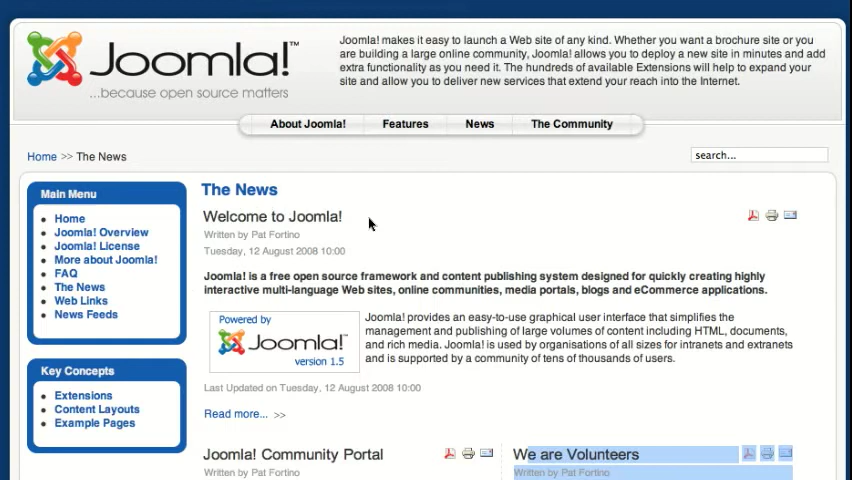 Joomla!™
...because open source matters
Joomla! makes it easy to launch a Web site of any kind. Whether you want a brochure site or you
are building a large online community, Joomla! allows you to deploy a new site in minutes and add
extra functionality as you need it. The hundreds of available Extensions will help to expand your
site and allow you to deliver new services that extend your reach into the Internet.
About Joomla! Features News The Community
Home >> The News
search...
Main Menu
Home
Joomla! Overview
Joomla! License
More about Joomla!
FAQ
The News
Web Links
News Feeds
Key Concepts
Extensions
Content Layouts
Example Pages
The News
Welcome to Joomla!
Written by Pat Fortino
Tuesday, 12 August 2008 10:00
Joomla! is a free open source framework and content publishing system designed for quickly creating highly
interactive multi-language Web sites, online communities, media portals, blogs and eCommerce applications.
Powered by
Joomla!™
version 1.5
Joomla! provides an easy-to-use graphical user interface that simplifies the
management and publishing of large volumes of content including HTML, documents,
and rich media. Joomla! is used by organisations of all sizes for intranets and extranets
and is supported by a community of tens of thousands of users.
Last Updated on Tuesday, 12 August 2008 10:00
Read more... >>
Joomla! Community Portal
Written by Pat Fortino
We are Volunteers
Written by Pat Fortino